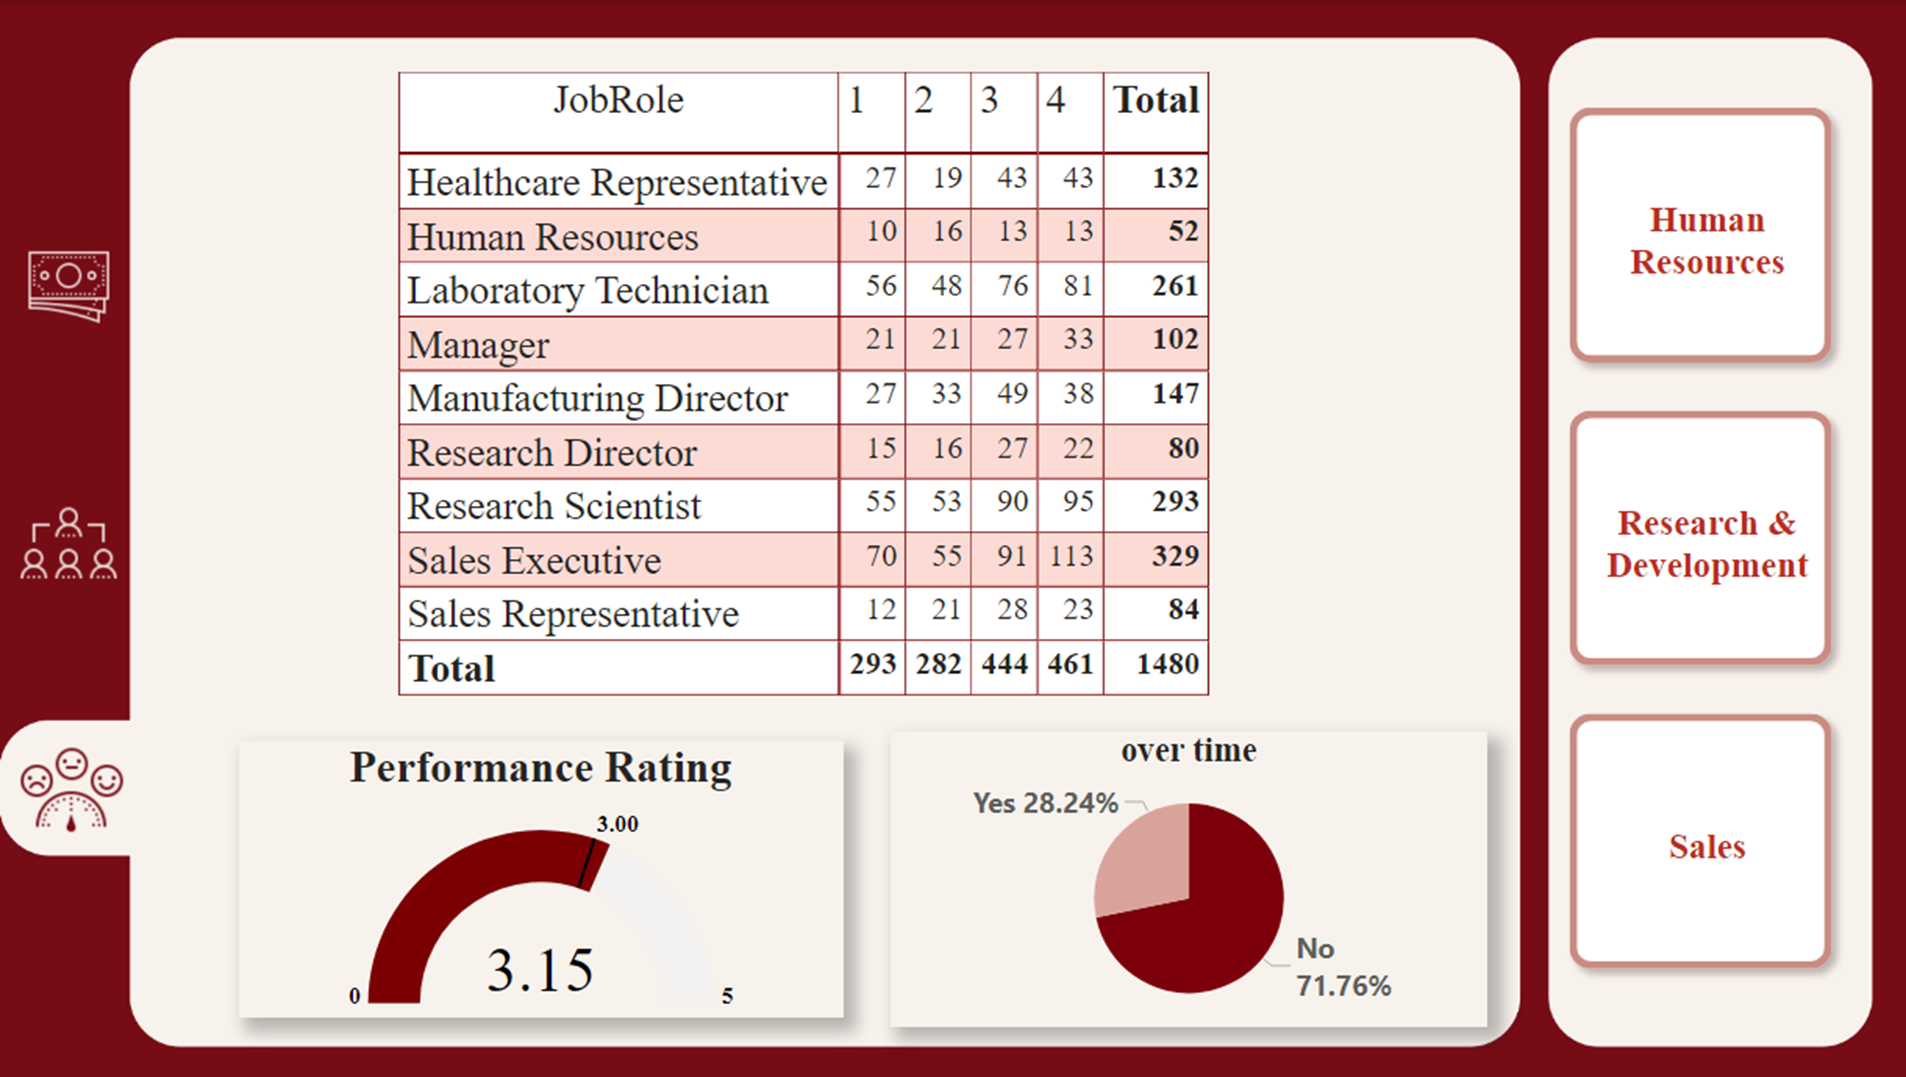 JobRole 1 2 3 4 Total
Healthcare Representative 27 19 43 43 132
Human Resources 10 16 13 13 52
Laboratory Technician 56 48 76 81 261
Manager 21 21 27 33 102
Manufacturing Director 27 33 49 38 147
Research Director 15 16 27 22 80
Research Scientist 55 53 90 95 293
Sales Executive 70 55 91 113 329
Sales Representative 12 21 28 23 84
Total 293 282 444 461 1480
Performance Rating
3.00
3.15
0
5
over time
Yes 28.24%
No
71.76%
Human
Resources
Research &
Development
Sales